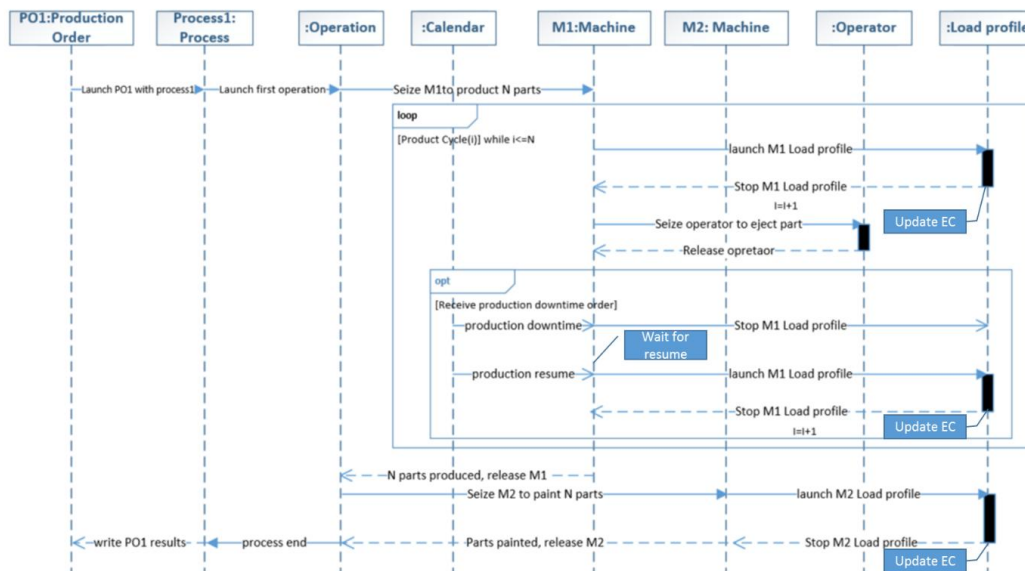 PO1:Production
Order
Process1:
Process
:Operation
:Calendar
M1:Machine
M2: Machine
:Operator
:Load profile
Launch PO1 with process1
Launch first operation
Seize M1to product N parts
loop
[Product Cycle(i)] while i<=N
launch M1 Load profile
Stop M1 Load profile
I=I+1
Update EC
Seize operator to eject part
Release opretaor
opt
[Receive production downtime order]
production downtime
Stop M1 Load profile
Wait for
resume
production resume
launch M1 Load profile
Stop M1 Load profile
Update EC
I=I+1
N parts produced, release M1
Seize M2 to paint N parts
launch M2 Load profile
write PO1 results
process end
Parts painted, release M2
Stop M2 Load profile
Update EC